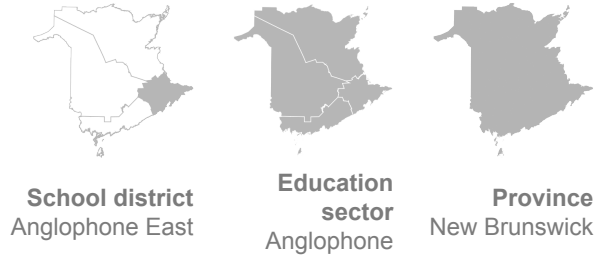 School district
Anglophone East
Education
sector
Anglophone
Province
New Brunswick